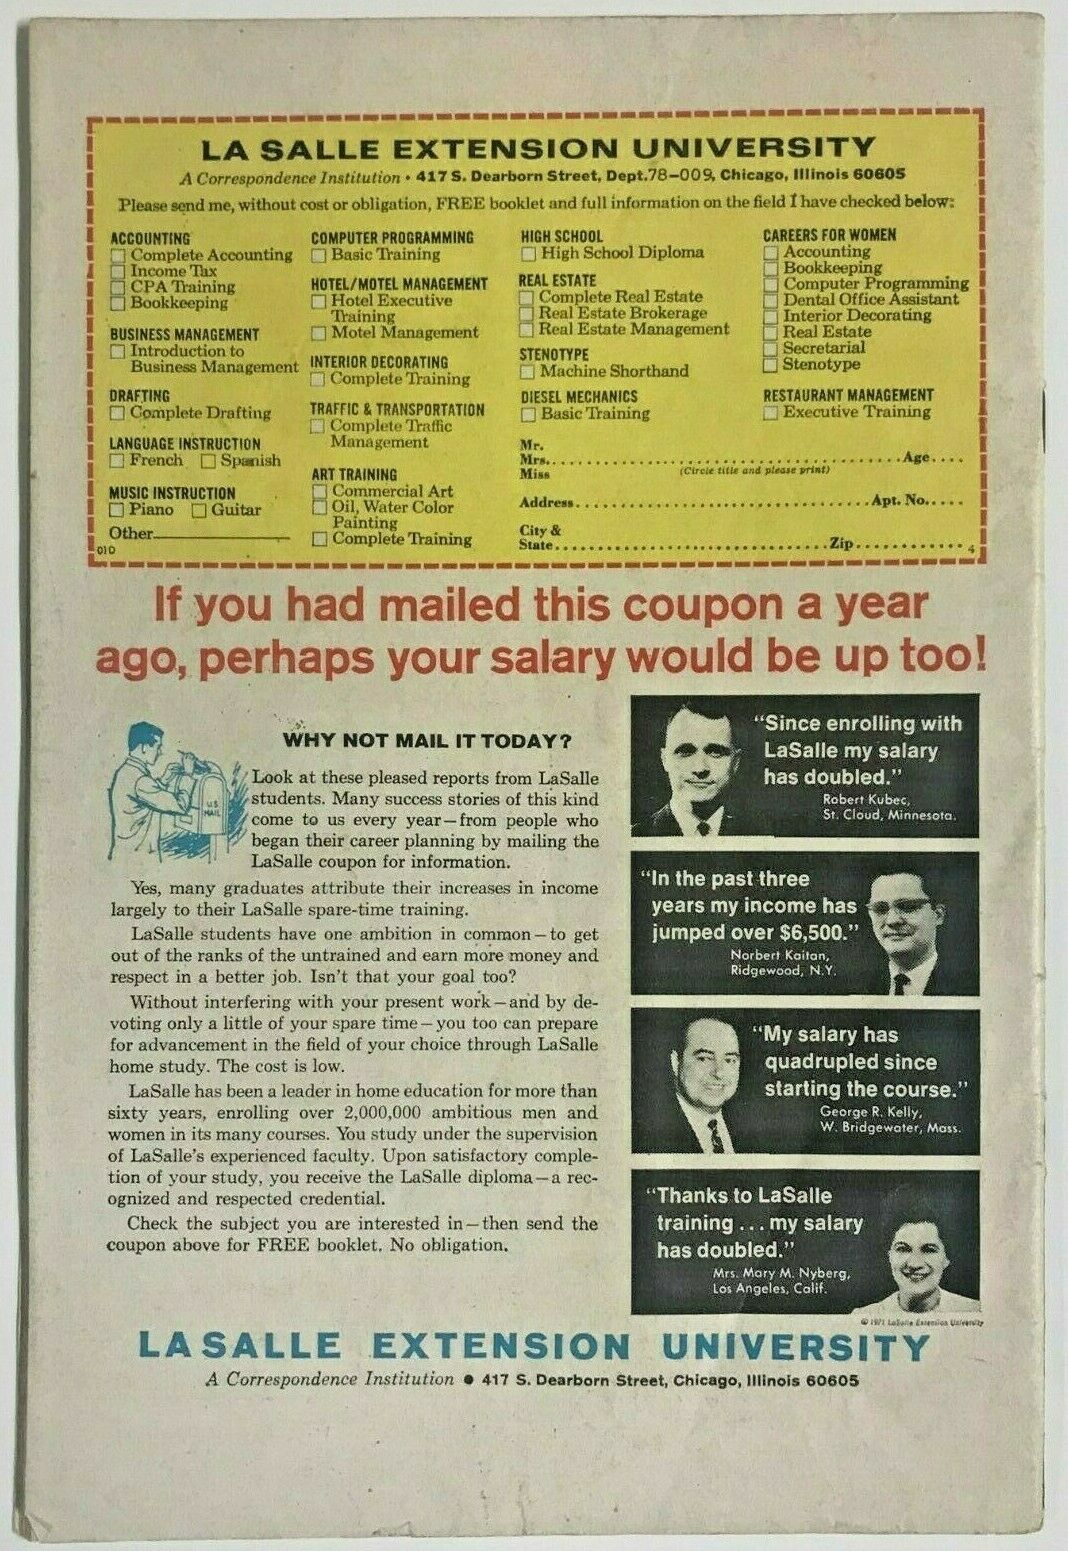 LA SALLE EXTENSION UNIVERSITY
A Correspondence Institution • 417 S. Dearborn Street, Dept.78-009, Chicago, Illinois 60605
Please send me, without cost or obligation, FREE booklet and full information on the field I have checked below:
ACCOUNTING
Complete Accounting
Income Tax
CPA Training
Bookkeeping
BUSINESS MANAGEMENT
Introduction to
Business Management
DRAFTING
Complete Drafting
LANGUAGE INSTRUCTION
French Spanish
MUSIC INSTRUCTION
Piano Guitar
Other
010
COMPUTER PROGRAMMING
Basic Training
HOTEL/MOTEL MANAGEMENT
Hotel Executive
Training
Motel Management
INTERIOR DECORATING
Complete Training
TRAFFIC & TRANSPORTATION
Complete Traffic
Management
ART TRAINING
Commercial Art
Oil, Water Color
Painting
Complete Training
HIGH SCHOOL
High School Diploma
REAL ESTATE
Complete Real Estate
Real Estate Brokerage
Real Estate Management
STENOTYPE
Machine Shorthand
DIESEL MECHANICS
Basic Training
CAREERS FOR WOMEN
Accounting
Bookkeeping
Computer Programming
Dental Office Assistant
Interior Decorating
Real Estate
Secretarial
Stenotype
RESTAURANT MANAGEMENT
Executive Training
Mr.
Mrs. Age
Miss (Circle title and please print)
Address Apt. No.
City &
State Zip
4
If you had mailed this coupon a year
ago, perhaps your salary would be up too!
U.S.
MAIL
WHY NOT MAIL IT TODAY?
Look at these pleased reports from LaSalle
students. Many success stories of this kind
come to us every year—from people who
began their career planning by mailing the
LaSalle coupon for information.
Yes, many graduates attribute their increases in income
largely to their LaSalle spare-time training.
LaSalle students have one ambition in common—to get
out of the ranks of the untrained and earn more money and
respect in a better job. Isn't that your goal too?
Without interfering with your present work—and by de-
voting only a little of your spare time—you too can prepare
for advancement in the field of your choice through LaSalle
home study. The cost is low.
LaSalle has been a leader in home education for more than
sixty years, enrolling over 2,000,000 ambitious men and
women in its many courses. You study under the supervision
of LaSalle's experienced faculty. Upon satisfactory comple-
tion of your study, you receive the LaSalle diploma—a rec-
ognized and respected credential.
Check the subject you are interested in—then send the
coupon above for FREE booklet. No obligation.
"Since enrolling with
LaSalle my salary
has doubled."
Robert Kubec,
St. Cloud, Minnesota.
"In the past three
years my income has
jumped over $6,500."
Norbert Kaitan,
Ridgewood, N.Y.
"My salary has
quadrupled since
starting the course."
George R. Kelly,
W. Bridgewater, Mass.
"Thanks to LaSalle
training . . . my salary
has doubled."
Mrs. Mary M. Nyberg,
Los Angeles, Calif.
© 1971 LaSalle Extension University
LA SALLE EXTENSION UNIVERSITY
A Correspondence Institution • 417 S. Dearborn Street, Chicago, Illinois 60605